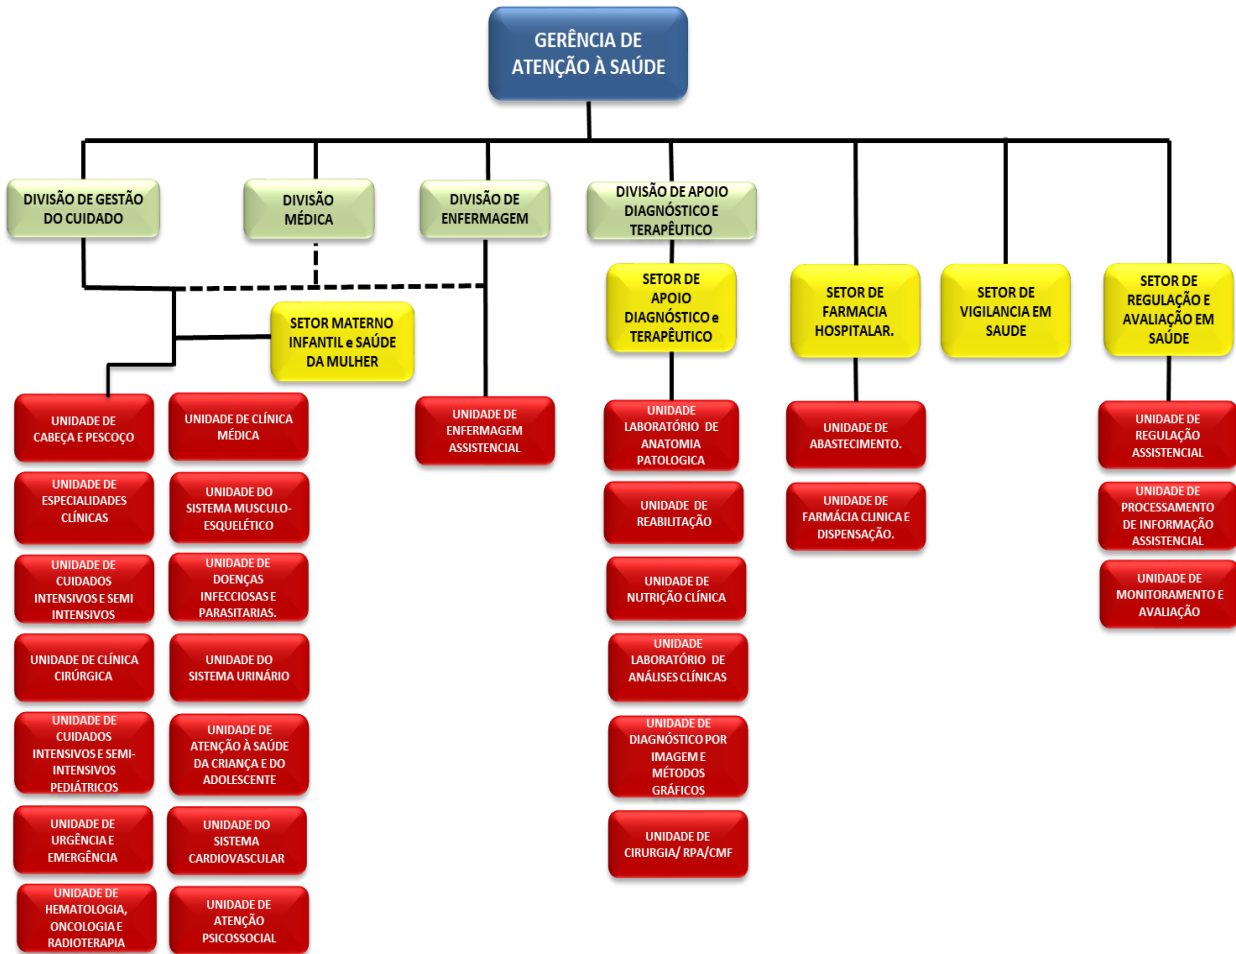 GERÊNCIA DE
ATENÇÃO À SAÚDE
DIVISÃO DE GESTÃO
DO CUIDADO
DIVISÃO
MÉDICA
DIVISÃO DE
ENFERMAGEM
DIVISÃO DE APOIO
DIAGNÓSTICO E
TERAPÊUTICO
SETOR MATERNO
INFANTIL e SAÚDE
DA MULHER
SETOR DE
APOIO
DIAGNÓSTICO e
TERAPÊUTICO
SETOR DE
FARMACIA
HOSPITALAR.
SETOR DE
VIGILANCIA EM
SAUDE
SETOR DE
REGULAÇÃO E
AVALIAÇÃO EM
SAÚDE
UNIDADE DE
CABEÇA E PESCOÇO
UNIDADE DE
ESPECIALIDADES
CLÍNICAS
UNIDADE DE
CUIDADOS
INTENSIVOS E SEMI
INTENSIVOS
UNIDADE DE CLÍNICA
CIRÚRGICA
UNIDADE DE
CUIDADOS
INTENSIVOS E SEMI-
INTENSIVOS
PEDIÁTRICOS
UNIDADE DE
URGÊNCIA E
EMERGÊNCIA
UNIDADE DE
HEMATOLOGIA,
ONCOLOGIA E
RADIOTERAPIA
UNIDADE DE CLÍNICA
MÉDICA
UNIDADE DO
SISTEMA MUSCULO-
ESQUELÉTICO
UNIDADE DE
DOENÇAS
INFECCIOSAS E
PARASITARIAS.
UNIDADE DO
SISTEMA URINÁRIO
UNIDADE DE
ATENÇÃO À SAÚDE
DA CRIANÇA E DO
ADOLESCENTE
UNIDADE DO
SISTEMA
CARDIOVASCULAR
UNIDADE DE
ATENÇÃO
PSICOSSOCIAL
UNIDADE DE
ENFERMAGEM
ASSISTENCIAL
UNIDADE
LABORATÓRIO DE
ANATOMIA
PATOLOGICA
UNIDADE DE
REABILITAÇÃO
UNIDADE DE
NUTRIÇÃO CLÍNICA
UNIDADE
LABORATÓRIO DE
ANÁLISES CLÍNICAS
UNIDADE DE
DIAGNÓSTICO POR
IMAGEM E
MÉTODOS
GRÁFICOS
UNIDADE DE
CIRURGIA/ RPA/CMF
UNIDADE DE
ABASTECIMENTO.
UNIDADE DE
FARMÁCIA CLINICA E
DISPENSAÇÃO.
UNIDADE DE
REGULAÇÃO
ASSISTENCIAL
UNIDADE DE
PROCESSAMENTO
DE INFORMAÇÃO
ASSISTENCIAL
UNIDADE DE
MONITORAMENTO E
AVALIAÇÃO